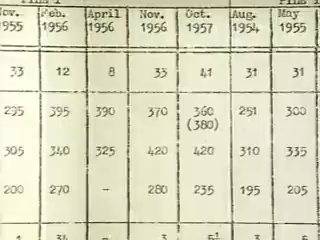 Nov. Feb. April Nov. Oct. Aug. May
1955 1956 1956 1956 1957 1954 1955
33 12 8 33 41 31 31
295 395 390 370 360 251 300
(380)
305 340 325 420 420 310 335
200 270 - 280 235 195 205